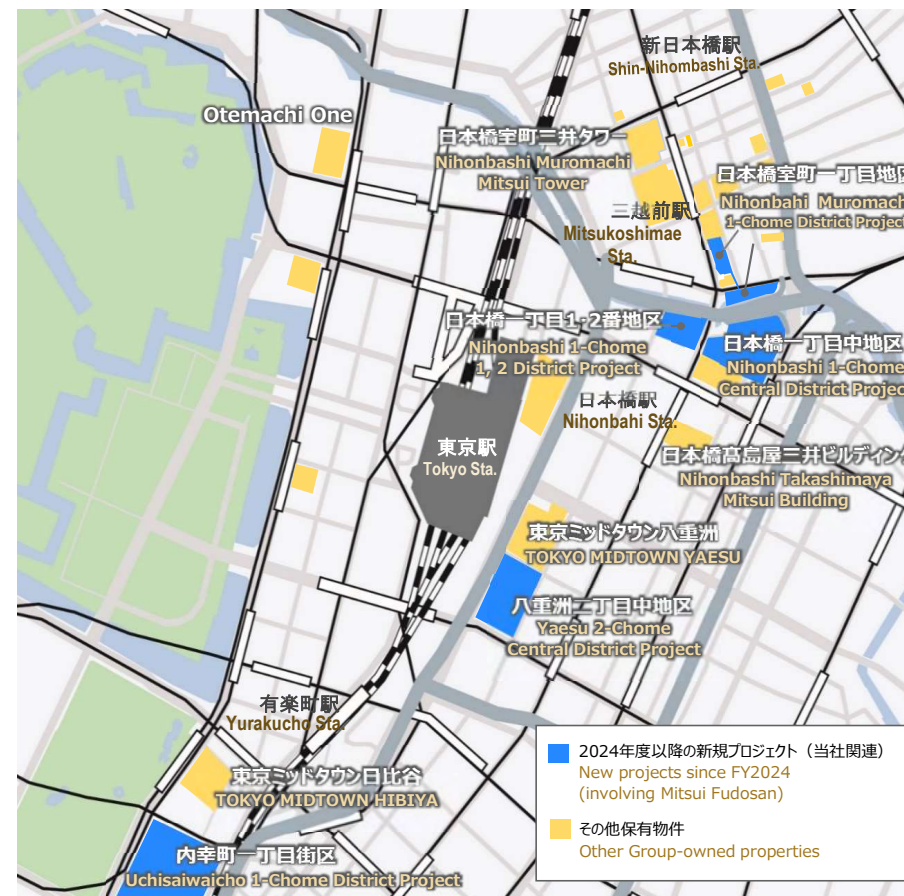 新日本橋駅
Shin-Nihombashi Sta.
Otemachi One
日本橋室町三井タワー
Nihonbashi Muromachi
Mitsui Tower
日本橋室町一丁目地区
Nihonbahi Muromach
1-Chome District Project
三越前駅
Mitsukoshimae
Sta.
日本橋一丁目1・2番地区
Nihonbashi 1-Chome
1, 2 District Project
日本橋一丁目中地区
Nihonbashi 1-Chome
Central District Projec
日本橋駅
Nihonbahi Sta.
東京駅
Tokyo Sta.
日本橋髙島屋三井ビルディング
Nihonbashi Takashimaya
Mitsui Building
東京ミッドタウン八重洲
TOKYO MIDTOWN YAESU
八重洲二丁目中地区
Yaesu 2-Chome
Central District Project
有楽町駅
Yurakucho Sta.
東京ミッドタウン日比谷
TOKYO MIDTOWN HIBIYA
内幸町一丁目街区
Uchisaiwaicho 1-Chome District Project
2024年度以降の新規プロジェクト（当社関連）
New projects since FY2024
(involving Mitsui Fudosan)
その他保有物件
Other Group-owned properties